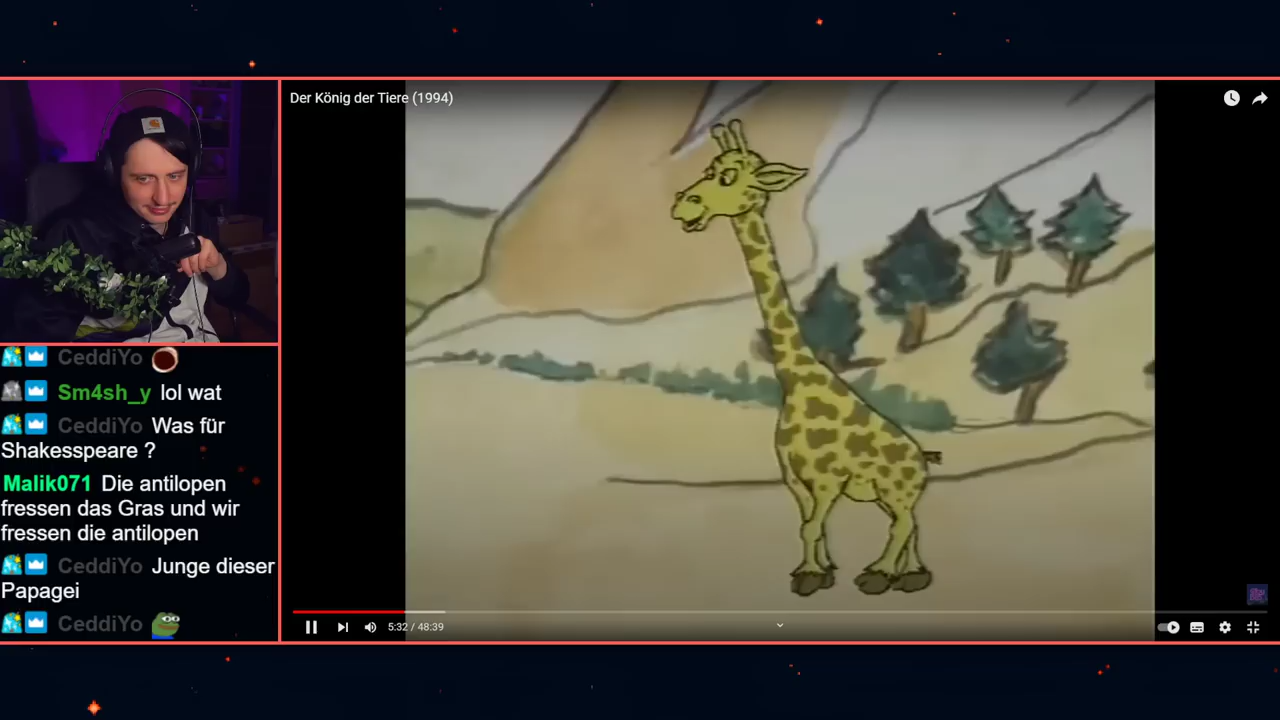 Der König der Tiere (1994)
CeddiYo
Sm4sh_y lol wat
CeddiYo Was für
Shakesspeare ?
Malik071 Die antilopen
fressen das Gras und wir
fressen die antilopen
CeddiYo Junge dieser
Papagei
CeddiYo
5:32 / 48:39